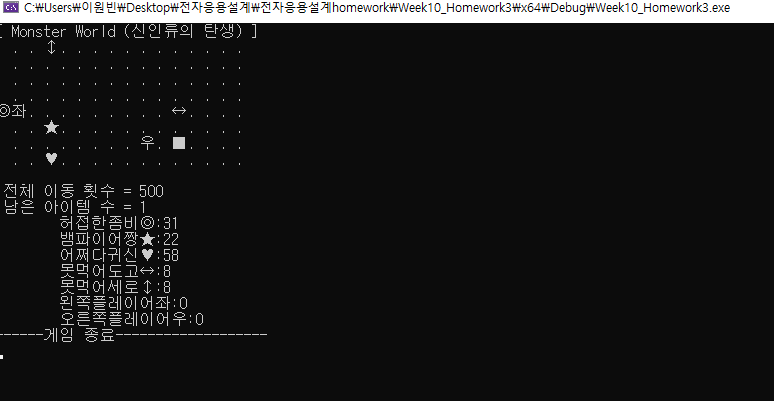 C:\Users\이원빈\Desktop\전자응용설계\전자응용설계homework\Week10_Homework3\x64\Debug\Week10_Homework3.exe
[ Monster World (신인류의 탄생) ]
. . ↕. . . . . . . . . . . .
. . . . . . . . . . . . . . .
. . . . . . . . . . . . . . .
. . . . . . . . . . . . . . .
◎좌. . . . . . . . . ↔. . . .
. . ★. . . . . . . . . . . .
. . . . . . . . 우. ■. . . .
. . ♥. . . . . . . . . . . .
전체 이동 횟수 = 500
남은 아이템 수 = 1
허접한좀비◎:31
뱀파이어짱★:22
어쩌다귀신♥:58
못먹어도고↔:8
못먹어세로↕:8
왼쪽플레이어좌:0
오른쪽플레이어우:0
------게임 종료-------------------